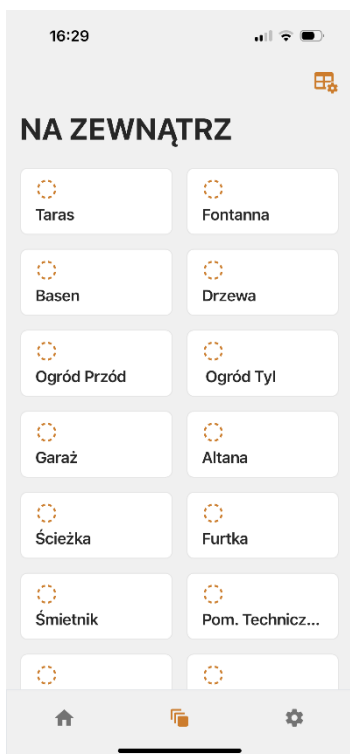 16:29
NA ZEWNĄTRZ
Taras
Fontanna
Basen
Drzewa
Ogród Przód
Ogród Tyl
Garaż
Altana
Ścieżka
Furtka
Śmietnik
Pom. Technicz...